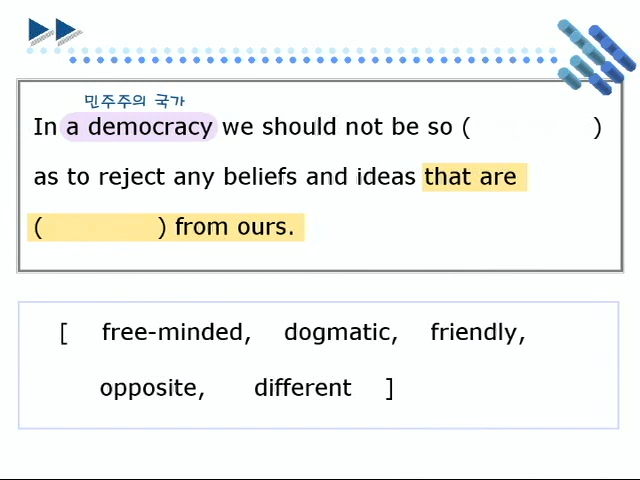 민주주의 국가
In a democracy we should not be so ( )
as to reject any beliefs and ideas that are
( ) from ours.
[ free-minded, dogmatic, friendly,
opposite, different ]